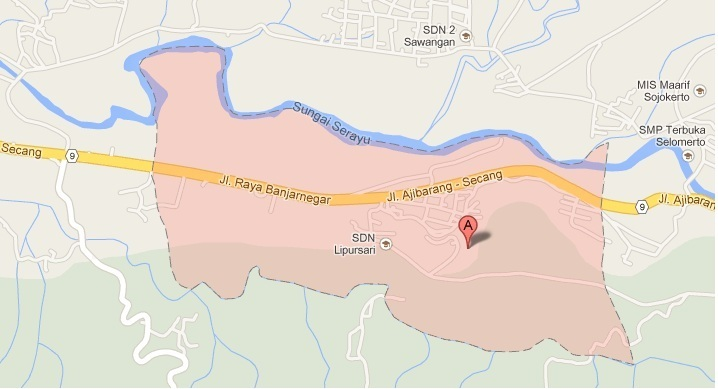 SDN 2
Sawangan
MIS Maarif
Sojokerto
Sungai Serayu
SMP Terbuka
Selomerto
Secang
9
Jl. Raya Banjarnegar
Jl. Ajibarang - Secang
Jl. Ajibaran
9
A
SDN
Lipursari